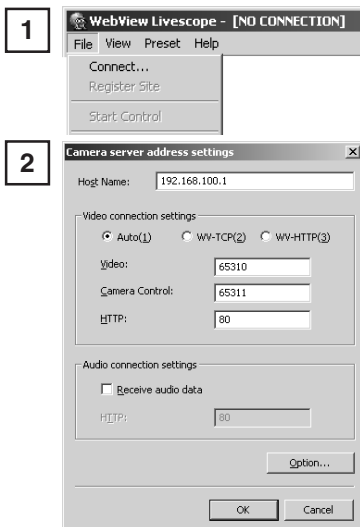 1
WebView Livescope - [NO CONNECTION]
File View Preset Help
Connect...
Register Site
Start Control
2
Camera server address settings
Host Name: 192.168.100.1
Video connection settings
Auto(1) WV-TCP(2) WV-HTTP(3)
Video: 65310
Camera Control: 65311
HTTP: 80
Audio connection settings
Receive audio data
HTTP: 80
Option...
OK Cancel